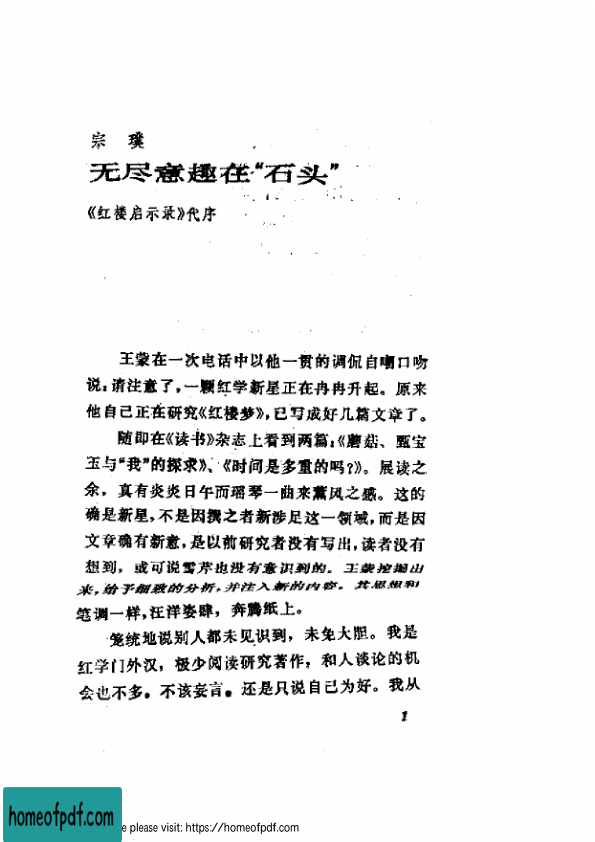 宗 璞
无尽意趣在“石头”
《红楼启示录》代序
王蒙在一次电话中以他一贯的调侃自嘲口吻
说：请注意了，一颗红学新星正在冉冉升起。原来
他自己正在研究《红楼梦》，已写成好几篇文章了。
随即在《读书》杂志上看到两篇：《蘑菇、甄宝
玉与“我”的探求》、《时间是多重的吗？》。展读之
余，真有炎炎日午而瑶琴一曲来薰风之感。这的
确是新星，不是因撰之者新涉足这一领域，而是因
文章确有新意，是以前研究者没有写出，读者没有
想到，或可说雪芹也没有意识到的。王蒙挖掘出
来，给予细致的分析，并注入新的内容。其思想和
笔调一样，汪洋姿肆，奔腾纸上。
笼统地说别人都未见识到，未免大胆。我是
红学门外汉，极少阅读研究著作，和人谈论的机
会也不多。不该妄言。还是只说自己为好。我从
1
homeofpdf.com
e please visit: https://homeofpdf.com